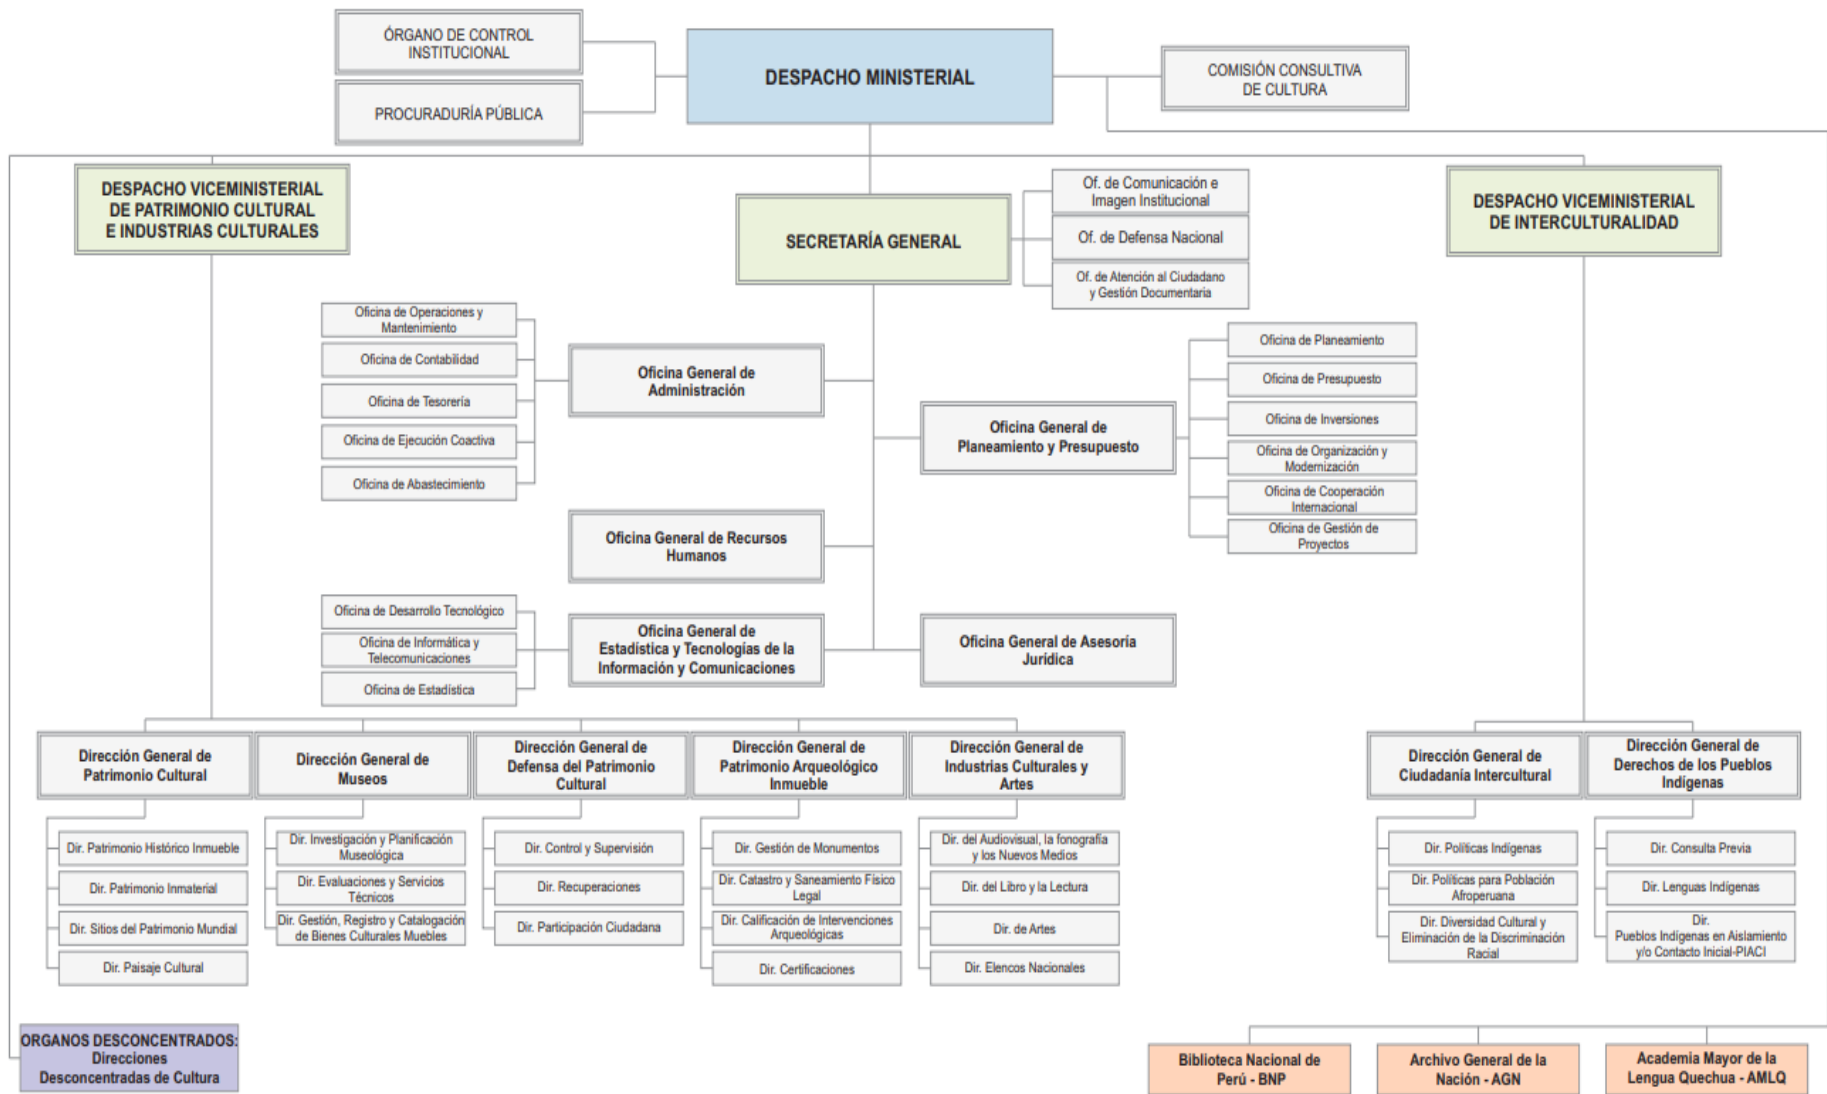 ÓRGANO DE CONTROL
INSTITUCIONAL
PROCURADURÍA PÚBLICA
DESPACHO MINISTERIAL
COMISIÓN CONSULTIVA
DE CULTURA
DESPACHO VICEMINISTERIAL
DE PATRIMONIO CULTURAL
E INDUSTRIAS CULTURALES
SECRETARÍA GENERAL
Of. de Comunicación e
Imagen Institucional
Of. de Defensa Nacional
Of. de Atención al Ciudadano
y Gestión Documentaria
DESPACHO VICEMINISTERIAL
DE INTERCULTURALIDAD
Oficina de Operaciones y
Mantenimiento
Oficina de Contabilidad
Oficina de Tesorería
Oficina de Ejecución Coactiva
Oficina de Abastecimiento
Oficina General de
Administración
Oficina General de
Planeamiento y Presupuesto
Oficina de Planeamiento
Oficina de Presupuesto
Oficina de Inversiones
Oficina de Organización y
Modernización
Oficina de Cooperación
Internacional
Oficina de Gestión de
Proyectos
Oficina General de Recursos
Humanos
Oficina de Desarrollo Tecnológico
Oficina de Informática y
Telecomunicaciones
Oficina de Estadística
Oficina General de
Estadística y Tecnologías de la
Información y Comunicaciones
Oficina General de Asesoría
Jurídica
Dirección General de
Patrimonio Cultural
Dir. Patrimonio Histórico Inmueble
Dir. Patrimonio Inmaterial
Dir. Sitios del Patrimonio Mundial
Dir. Paisaje Cultural
Dirección General de
Museos
Dir. Investigación y Planificación
Museológica
Dir. Evaluaciones y Servicios
Técnicos
Dir. Gestión, Registro y Catalogación
de Bienes Culturales Muebles
Dirección General de
Defensa del Patrimonio
Cultural
Dir. Control y Supervisión
Dir. Recuperaciones
Dir. Participación Ciudadana
Dirección General de
Patrimonio Arqueológico
Inmueble
Dir. Gestión de Monumentos
Dir. Catastro y Saneamiento Físico
Legal
Dir. Calificación de Intervenciones
Arqueológicas
Dir. Certificaciones
Dirección General de
Industrias Culturales y
Artes
Dir. del Audiovisual, la fonografía
y los Nuevos Medios
Dir. del Libro y la Lectura
Dir. de Artes
Dir. Elencos Nacionales
Dirección General de
Ciudadanía Intercultural
Dir. Políticas Indígenas
Dir. Políticas para Población
Afroperuana
Dir. Diversidad Cultural y
Eliminación de la Discriminación
Racial
Dirección General de
Derechos de los Pueblos
Indígenas
Dir. Consulta Previa
Dir. Lenguas Indígenas
Dir.
Pueblos Indígenas en Aislamiento
y/o Contacto Inicial-PIACI
ORGANOS DESCONCENTRADOS:
Direcciones
Desconcentradas de Cultura
Biblioteca Nacional de
Perú - BNP
Archivo General de la
Nación - AGN
Academia Mayor de la
Lengua Quechua - AMLQ